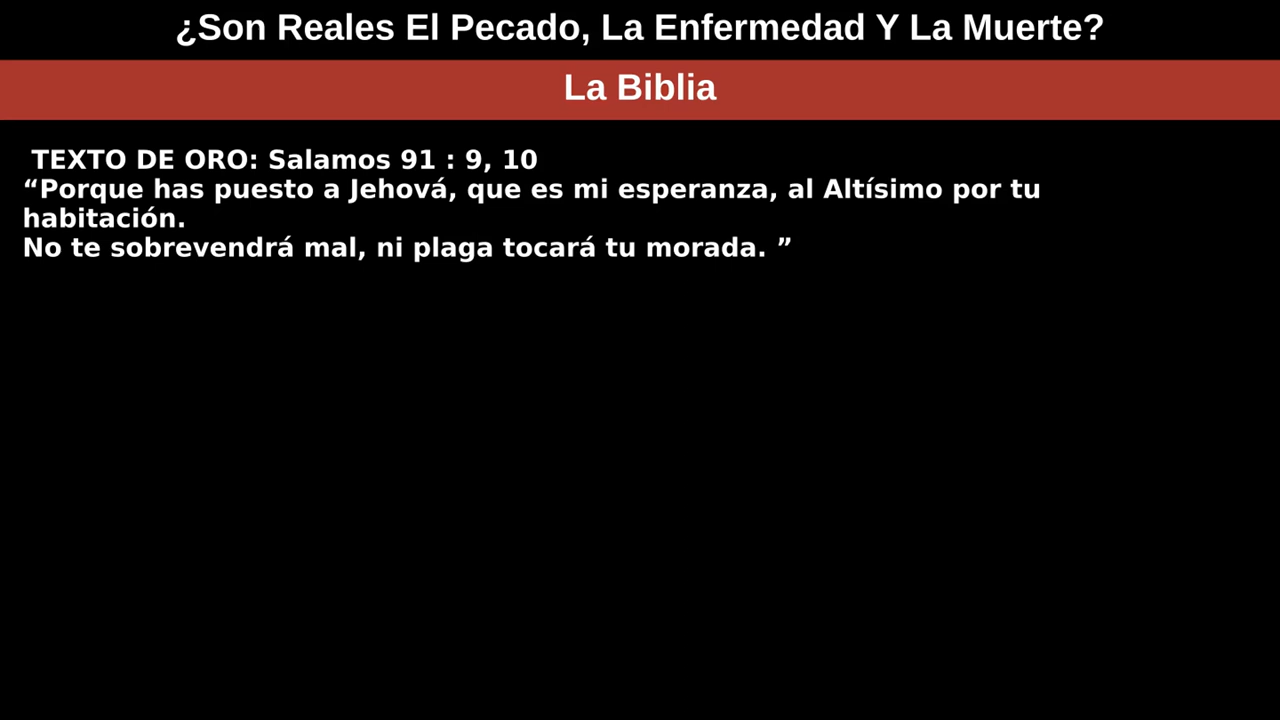 ¿Son Reales El Pecado, La Enfermedad Y La Muerte?
La Biblia
TEXTO DE ORO: Salamos 91 : 9, 10
“Porque has puesto a Jehová, que es mi esperanza, al Altísimo por tu
habitación.
No te sobrevendrá mal, ni plaga tocará tu morada. ”